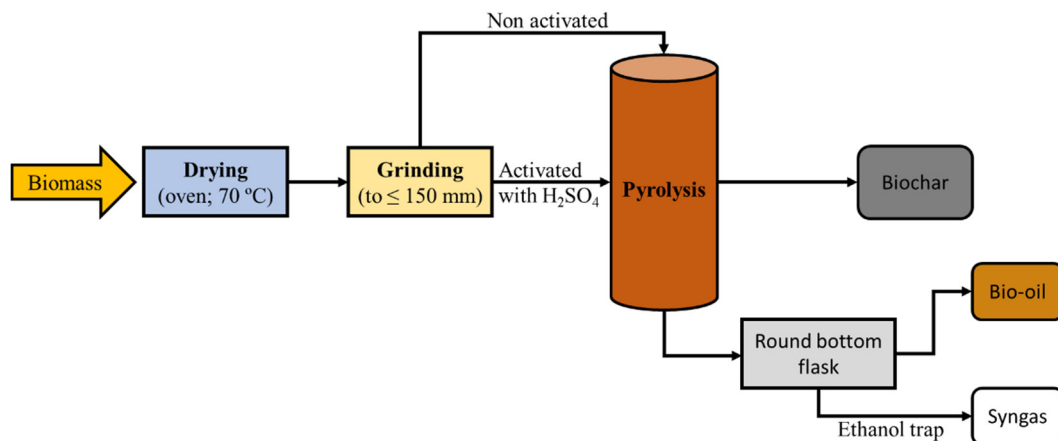 Non activated
Biomass
Drying
(oven; 70 ºC)
Grinding
(to ≤ 150 mm)
Activated
with H₂SO₄
Pyrolysis
Biochar
Bio-oil
Round bottom
flask
Ethanol trap
Syngas